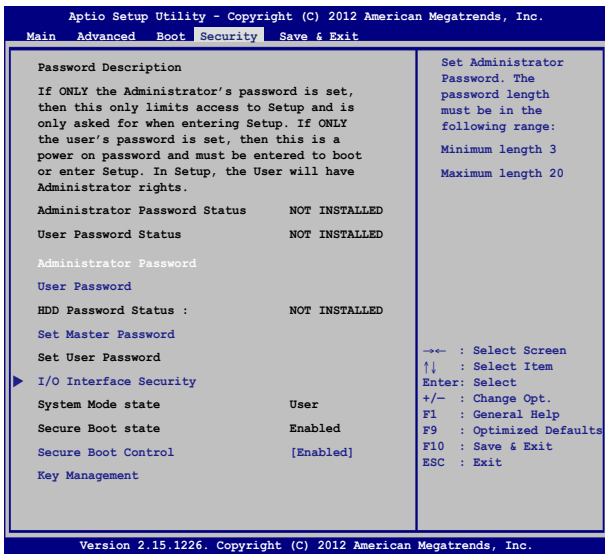 Aptio Setup Utility - Copyright (C) 2012 American Megatrends, Inc.
Main Advanced Boot Security Save & Exit
Password Description
If ONLY the Administrator's password is set,
then this only limits access to Setup and is
only asked for when entering Setup. If ONLY
the user's password is set, then this is a
power on password and must be entered to boot
or enter Setup. In Setup, the User will have
Administrator rights.
Administrator Password Status NOT INSTALLED
User Password Status NOT INSTALLED
Administrator Password
User Password
HDD Password Status : NOT INSTALLED
Set Master Password
Set User Password
I/O Interface Security
System Mode state User
Secure Boot state Enabled
Secure Boot Control [Enabled]
Key Management
Set Administrator
Password. The
password length
must be in the
following range:
Minimum length 3
Maximum length 20
→← : Select Screen
↑↓ : Select Item
Enter: Select
+/— : Change Opt.
F1 : General Help
F9 : Optimized Defaults
F10 : Save & Exit
ESC : Exit
Version 2.15.1226. Copyright (C) 2012 American Megatrends, Inc.